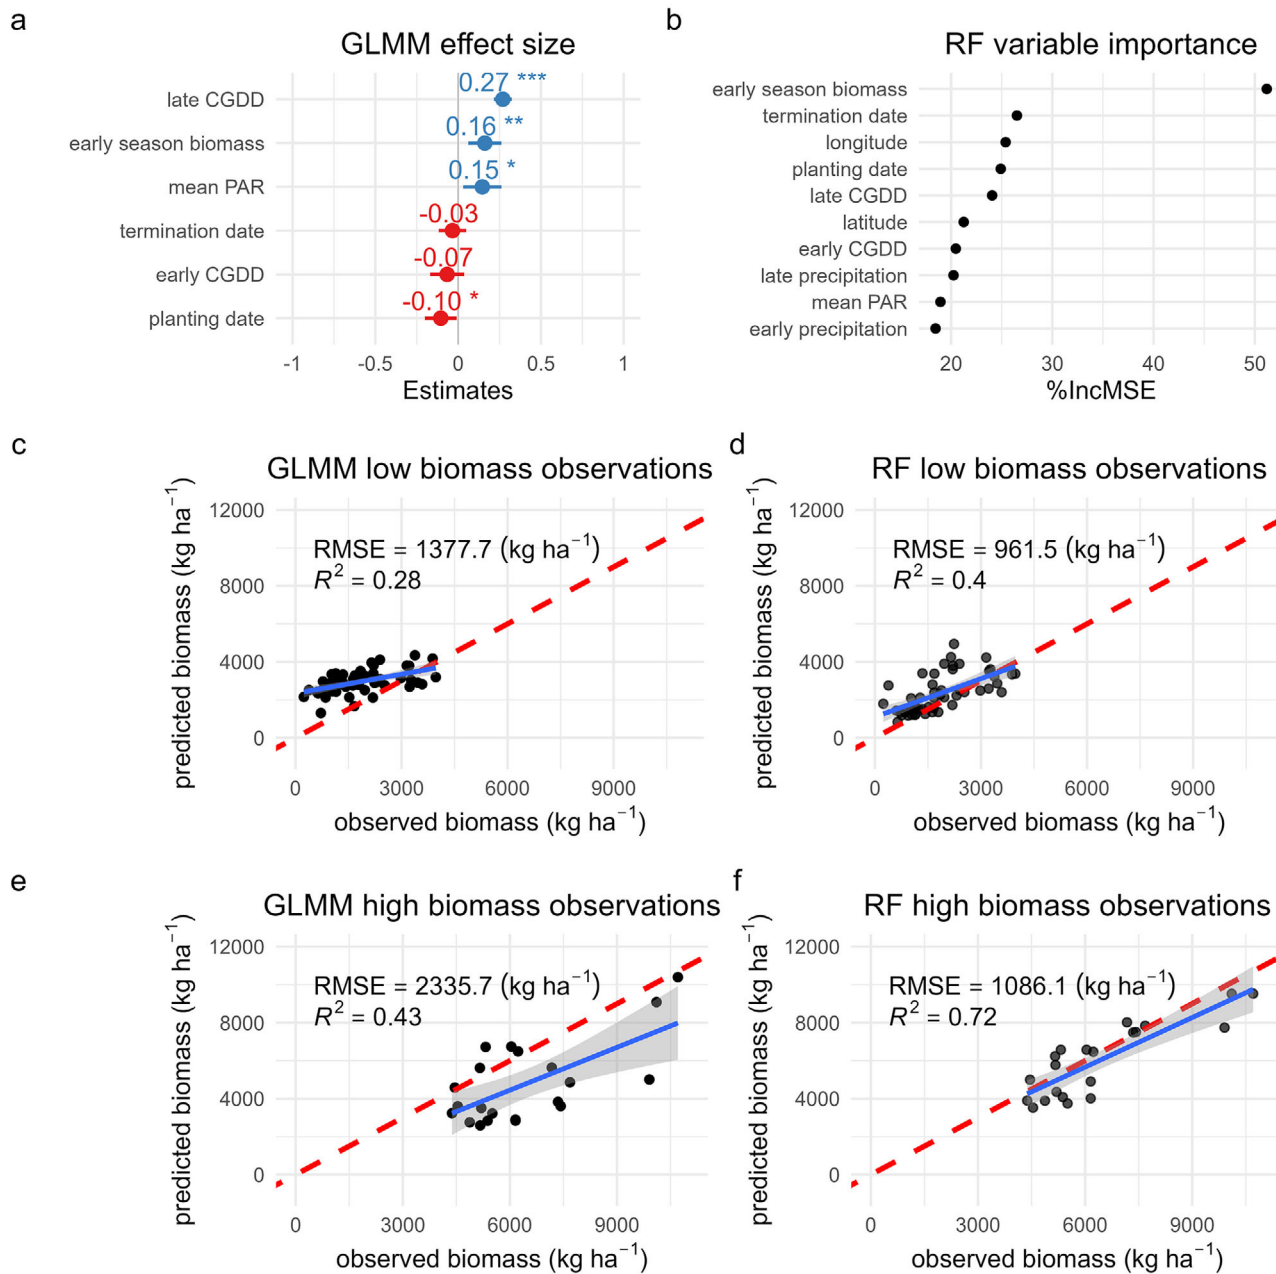 a
GLMM effect size
late CGDD
0.27 ***
early season biomass
0.16 **
mean PAR
0.15 *
termination date
-0.03
early CGDD
-0.07
planting date
-0.10 *
-1 -0.5 0 0.5 1
Estimates
b
RF variable importance
early season biomass
termination date
longitude
planting date
late CGDD
latitude
early CGDD
late precipitation
mean PAR
early precipitation
20 30 40 50
%IncMSE
c
GLMM low biomass observations
predicted biomass (kg ha⁻¹)
12000
8000
4000
0
RMSE = 1377.7 (kg ha⁻¹)
R² = 0.28
0 3000 6000 9000
observed biomass (kg ha⁻¹)
d
RF low biomass observations
predicted biomass (kg ha⁻¹)
12000
8000
4000
0
RMSE = 961.5 (kg ha⁻¹)
R² = 0.4
0 3000 6000 9000
observed biomass (kg ha⁻¹)
e
GLMM high biomass observations
predicted biomass (kg ha⁻¹)
12000
8000
4000
0
RMSE = 2335.7 (kg ha⁻¹)
R² = 0.43
0 3000 6000 9000
observed biomass (kg ha⁻¹)
f
RF high biomass observations
predicted biomass (kg ha⁻¹)
12000
8000
4000
0
RMSE = 1086.1 (kg ha⁻¹)
R² = 0.72
0 3000 6000 9000
observed biomass (kg ha⁻¹)